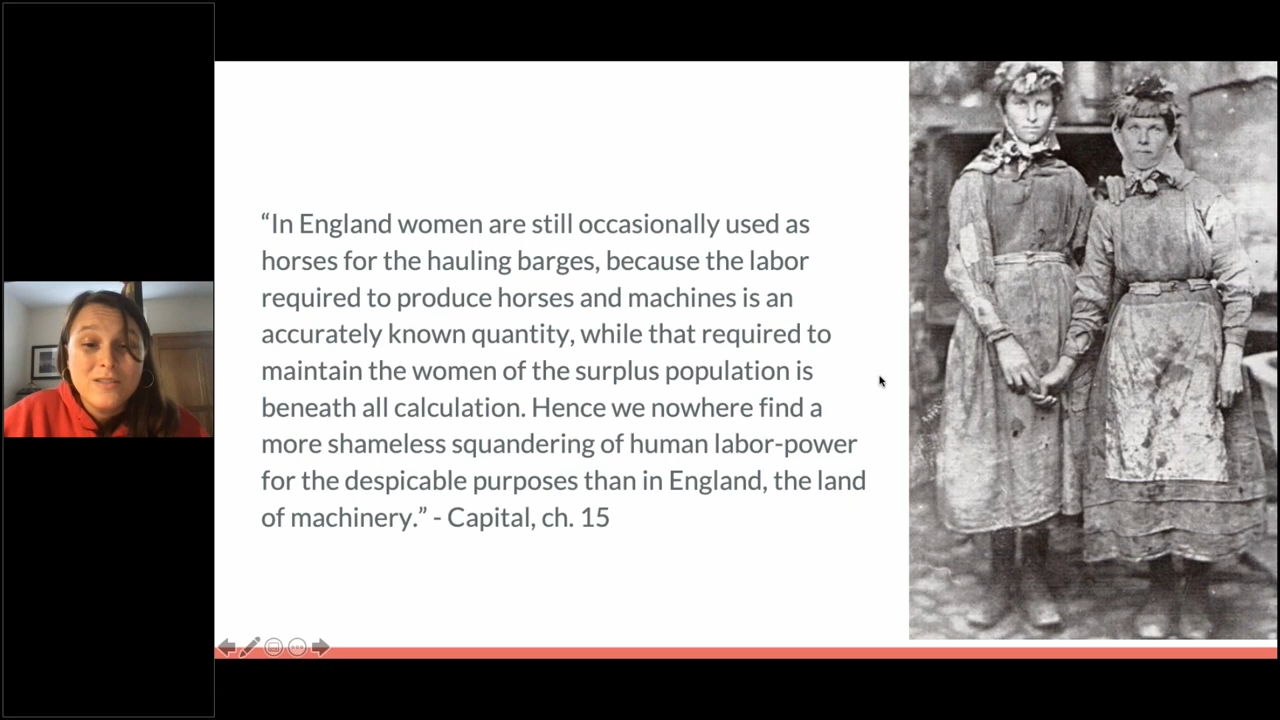 “In England women are still occasionally used as
horses for the hauling barges, because the labor
required to produce horses and machines is an
accurately known quantity, while that required to
maintain the women of the surplus population is
beneath all calculation. Hence we nowhere find a
more shameless squandering of human labor-power
for the despicable purposes than in England, the land
of machinery.” - Capital, ch. 15